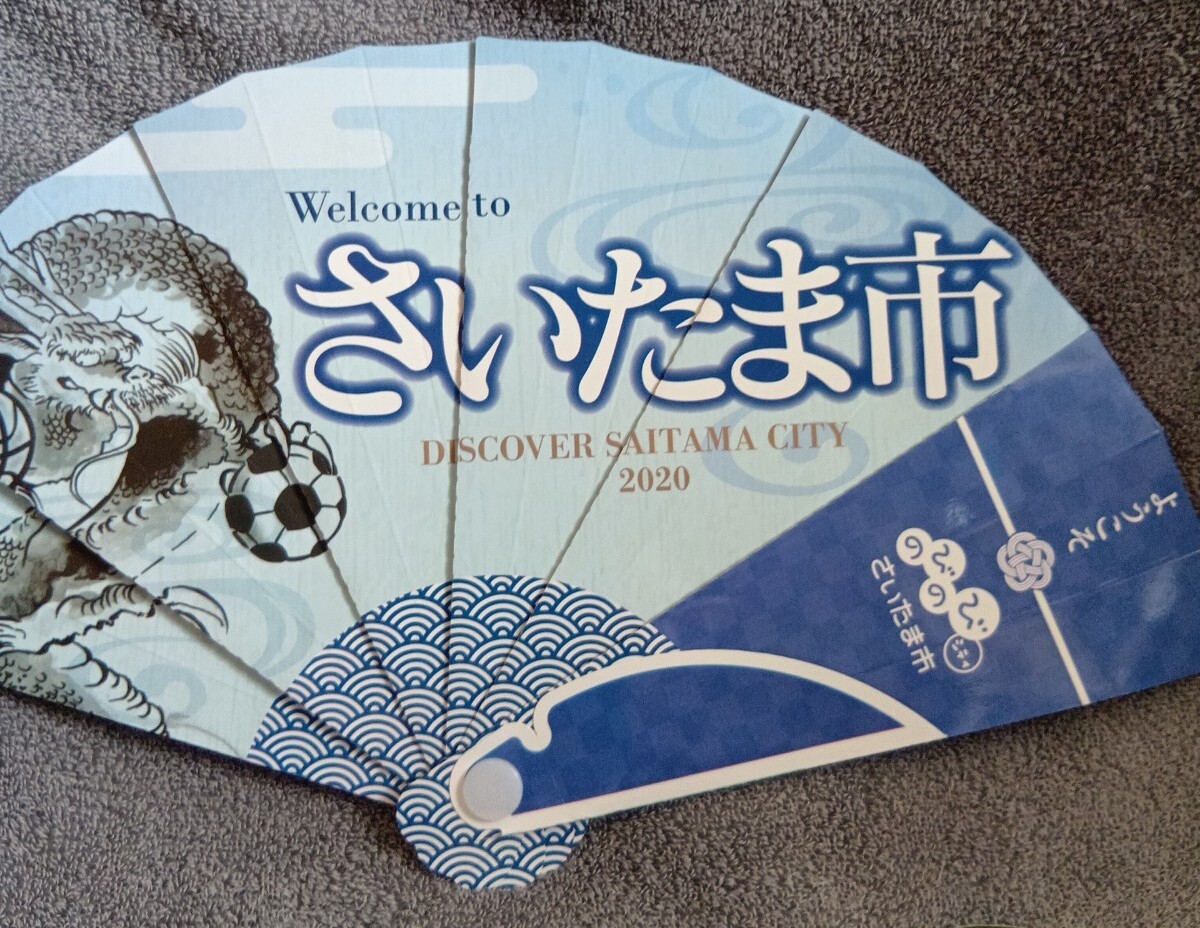 Welcome to
さいたま市
DISCOVER SAITAMA CITY
2020
ようこそ
のびのび
シティ
さいたま市